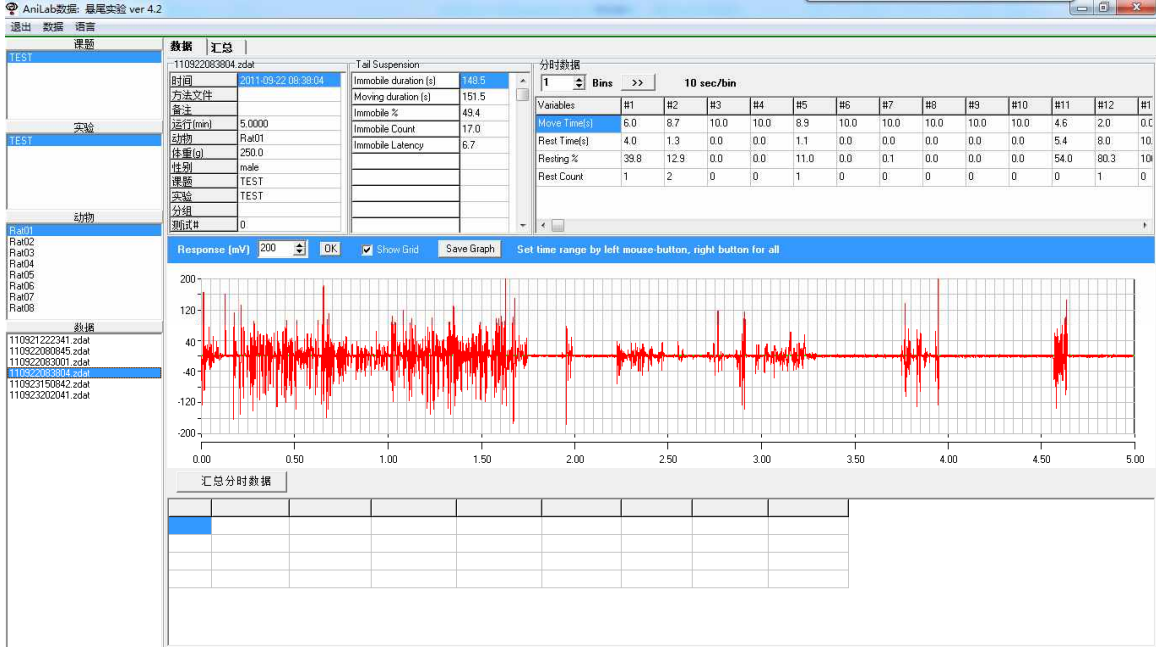 AniLab数据: 悬尾实验 ver 4.2
退出 数据 语言
课题
TEST
实验
TEST
动物
Rat01
Rat02
Rat03
Rat04
Rat05
Rat06
Rat07
Rat08
数据
110921222341.zdat
110922080845.zdat
110922083001.zdat
110922083804.zdat
110923150842.zdat
110923202041.zdat
数据 汇总
110922083804.zdat
时间 2011-09-22 08:38:04
方法文件
备注
运行(min) 5.0000
动物 Rat01
体重(g) 250.0
性别 male
课题 TEST
实验 TEST
分组
测试# 0
Tail Suspension
Immobile duration (s) 148.5
Moving duration (s) 151.5
Immobile % 49.4
Immobile Count 17.0
Immobile Latency 6.7
分时数据
1 Bins >> 10 sec/bin
Variables #1 #2 #3 #4 #5 #6 #7 #8 #9 #10 #11 #12 #1
Move Time(s) 6.0 8.7 10.0 10.0 8.9 10.0 10.0 10.0 10.0 10.0 4.6 2.0 0.0
Rest Time(s) 4.0 1.3 0.0 0.0 1.1 0.0 0.0 0.0 0.0 0.0 5.4 8.0 10.
Resting % 39.8 12.9 0.0 0.0 11.0 0.0 0.1 0.0 0.0 0.0 54.0 80.3 10
Rest Count 1 2 0 0 1 0 0 0 0 0 0 1 0
Response (mV) 200 OK Show Grid Save Graph Set time range by left mouse-button, right button for all
200
120
40
-40
-120
-200
0.00 0.50 1.00 1.50 2.00 2.50 3.00 3.50 4.00 4.50 5.00
汇总分时数据